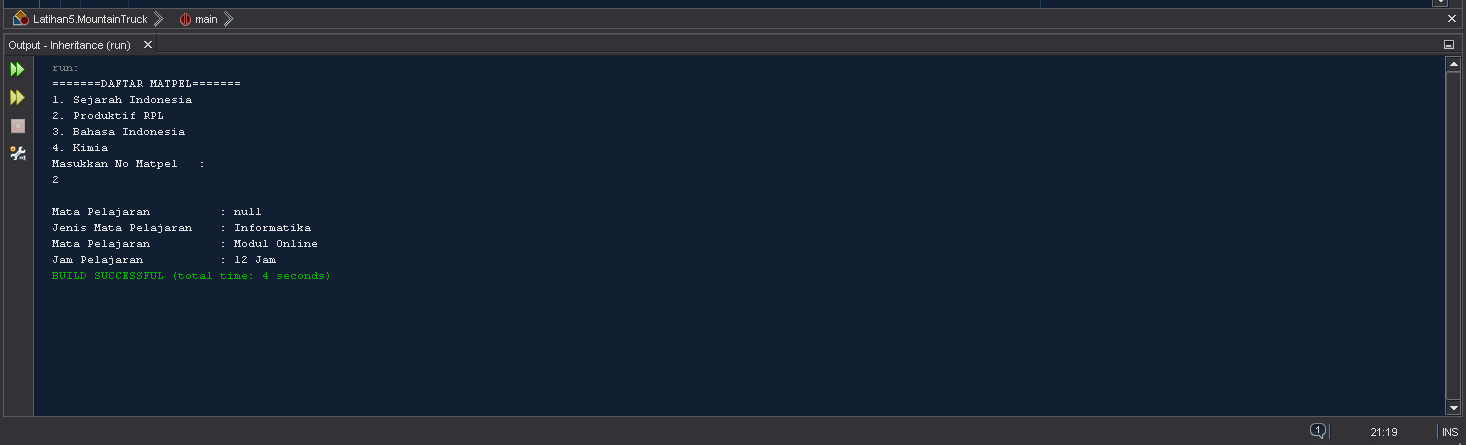 Latihan5.MountainTruck main
Output - Inheritance (run)
run:
=======DAFTAR MATPEL=======
1. Sejarah Indonesia
2. Produktif RPL
3. Bahasa Indonesia
4. Kimia
Masukkan No Matpel   :
2
Mata Pelajaran          : null
Jenis Mata Pelajaran    : Informatika
Mata Pelajaran          : Modul Online
Jam Pelajaran           : 12 Jam
BUILD SUCCESSFUL (total time: 4 seconds)
1 21:19 INS